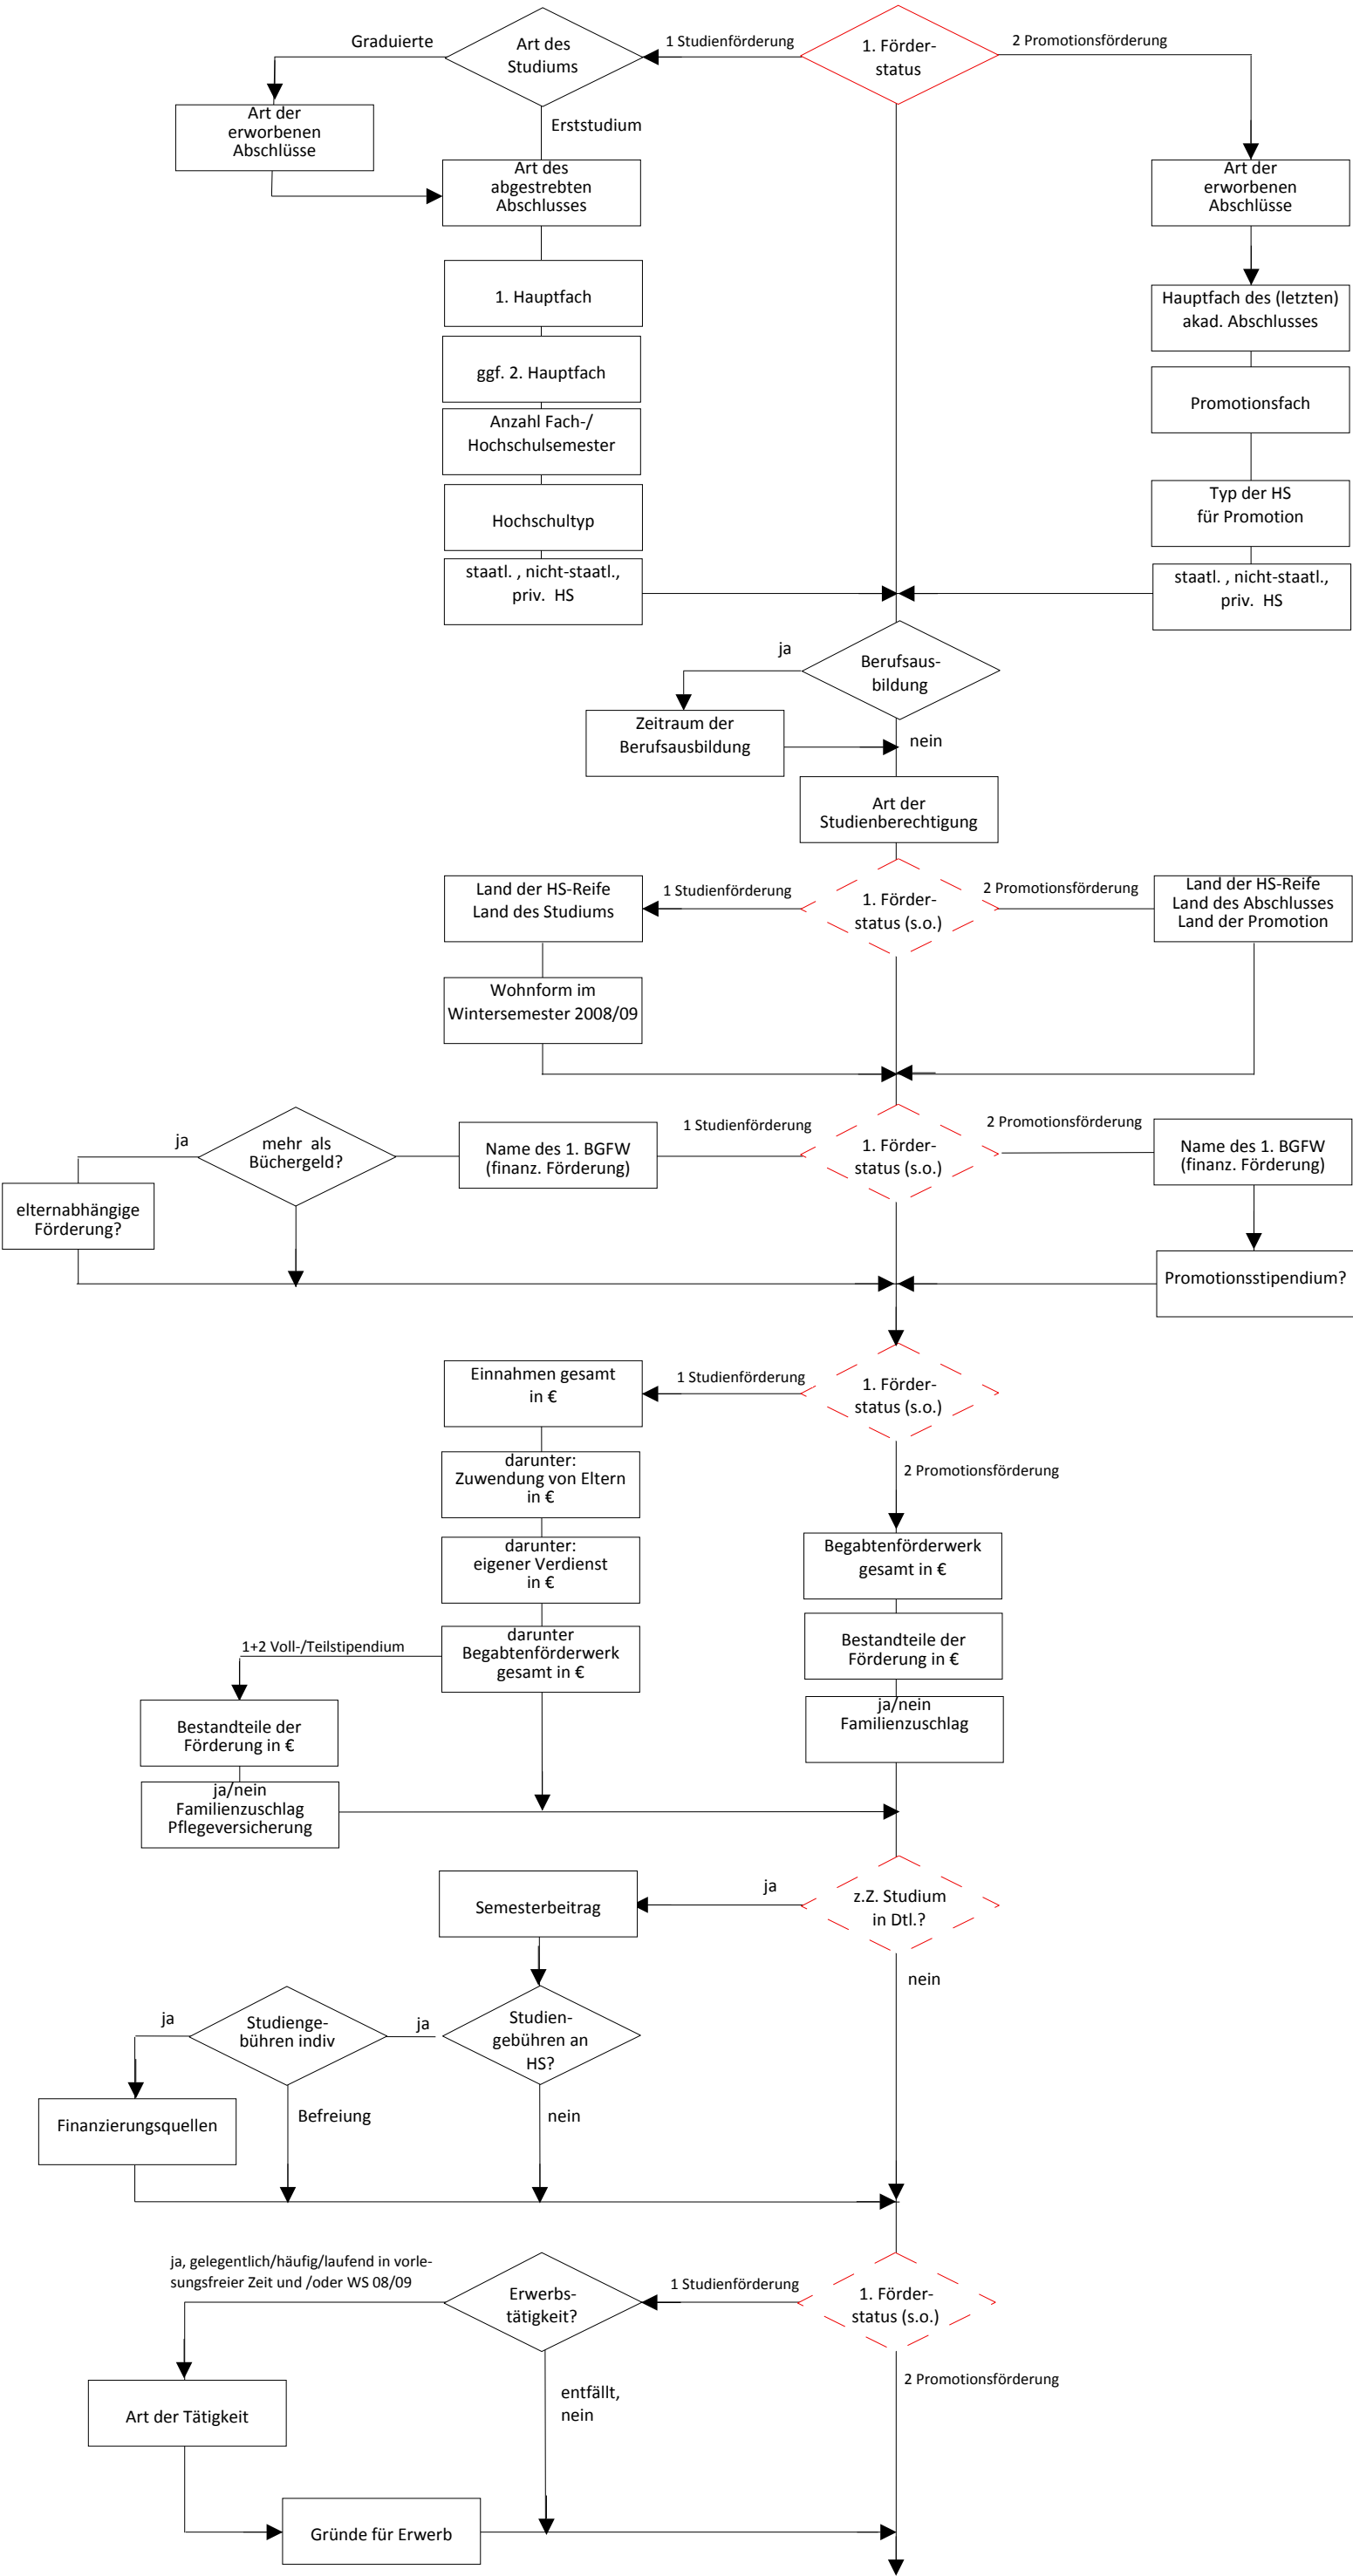 Graduierte
Art des
Studiums
1 Studienförderung
1. Förder-
status
2 Promotionsförderung
Art der
erworbenen
Abschlüsse
Erststudium
Art des
abgestrebten
Abschlusses
Art der
erworbenen
Abschlüsse
1. Hauptfach
Hauptfach des (letzten)
akad. Abschlusses
ggf. 2. Hauptfach
Promotionsfach
Anzahl Fach-/
Hochschulsemester
Hochschultyp
Typ der HS
für Promotion
staatl. , nicht-staatl.,
priv. HS
staatl. , nicht-staatl.,
priv. HS
ja
Berufsaus-
bildung
Zeitraum der
Berufsausbildung
nein
Art der
Studienberechtigung
Land der HS-Reife
Land des Studiums
1 Studienförderung
1. Förder-
status (s.o.)
2 Promotionsförderung
Land der HS-Reife
Land des Abschlusses
Land der Promotion
Wohnform im
Wintersemester 2008/09
ja
mehr als
Büchergeld?
Name des 1. BGFW
(finanz. Förderung)
1 Studienförderung
1. Förder-
status (s.o.)
2 Promotionsförderung
Name des 1. BGFW
(finanz. Förderung)
elternabhängige
Förderung?
Promotionsstipendium?
Einnahmen gesamt
in €
1 Studienförderung
1. Förder-
status (s.o.)
darunter:
Zuwendung von Eltern
in €
2 Promotionsförderung
darunter:
eigener Verdienst
in €
Begabtenförderwerk
gesamt in €
1+2 Voll-/Teilstipendium
darunter
Begabtenförderwerk
gesamt in €
Bestandteile der
Förderung in €
Bestandteile der
Förderung in €
ja/nein
Familienzuschlag
ja/nein
Familienzuschlag
Pflegeversicherung
Semesterbeitrag
ja
z.Z. Studium
in Dtl.?
nein
ja
Studienge-
bühren indiv
ja
Studien-
gebühren an
HS?
Finanzierungsquellen
Befreiung
nein
ja, gelegentlich/häufig/laufend in vorle-
sungsfreier Zeit und /oder WS 08/09
Erwerbs-
tätigkeit?
1 Studienförderung
1. Förder-
status (s.o.)
2 Promotionsförderung
Art der Tätigkeit
entfällt,
nein
Gründe für Erwerb